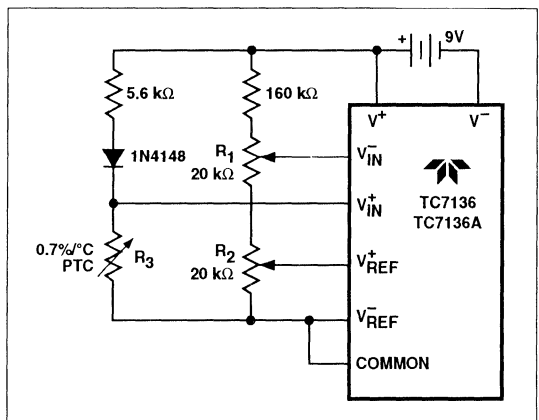 + 9V
5.6 kΩ
160 kΩ
V+
V−
1N4148
R1
20 kΩ
V−IN
TC7136
TC7136A
V+IN
0.7%/°C
PTC
R3
R2
20 kΩ
V+REF
V−REF
COMMON